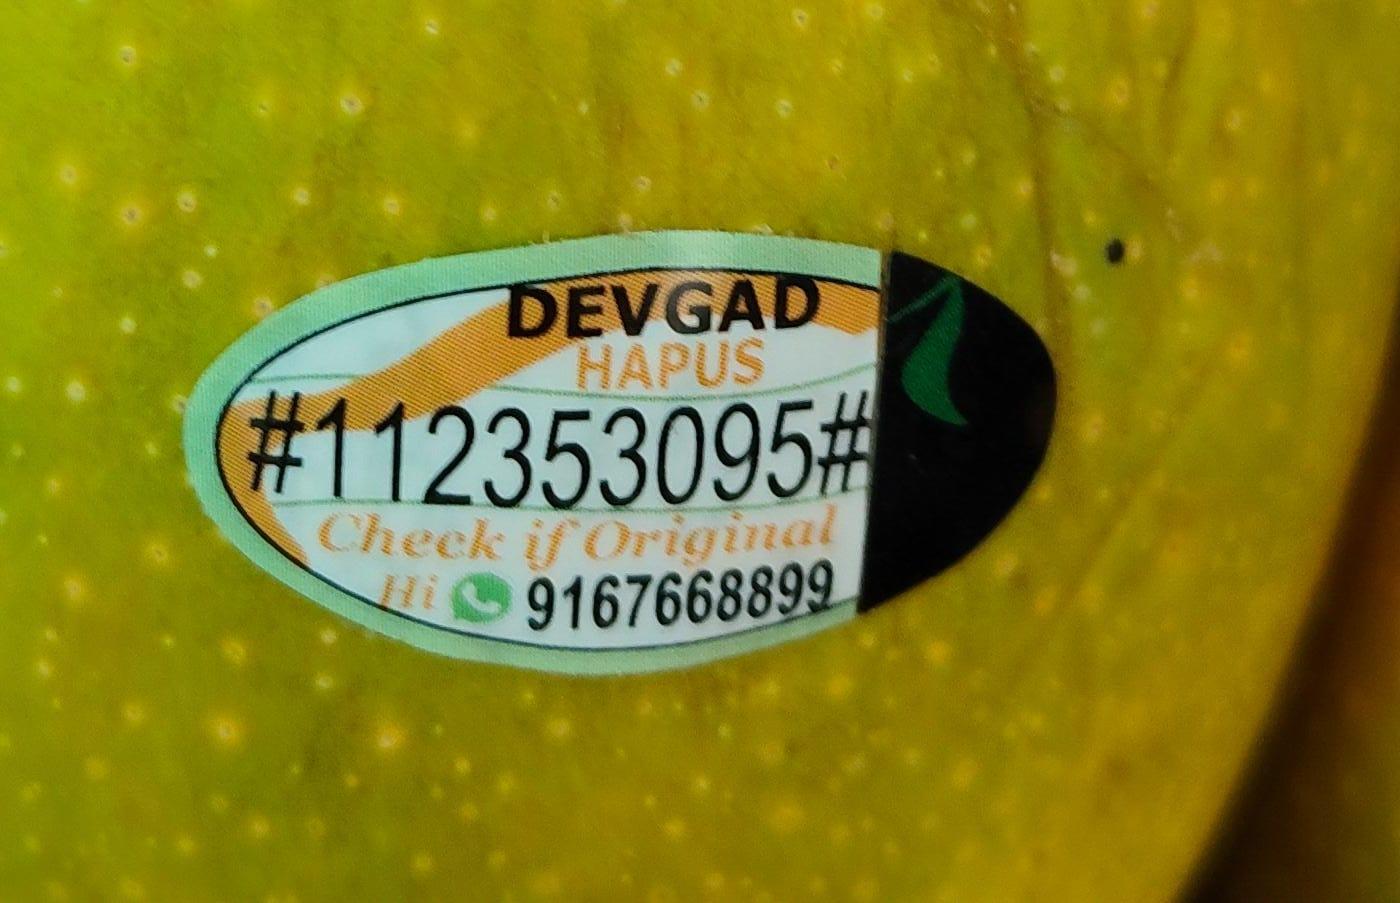 DEVGAD
HAPUS
#112353095#
Check if Original
Hi 9167668899